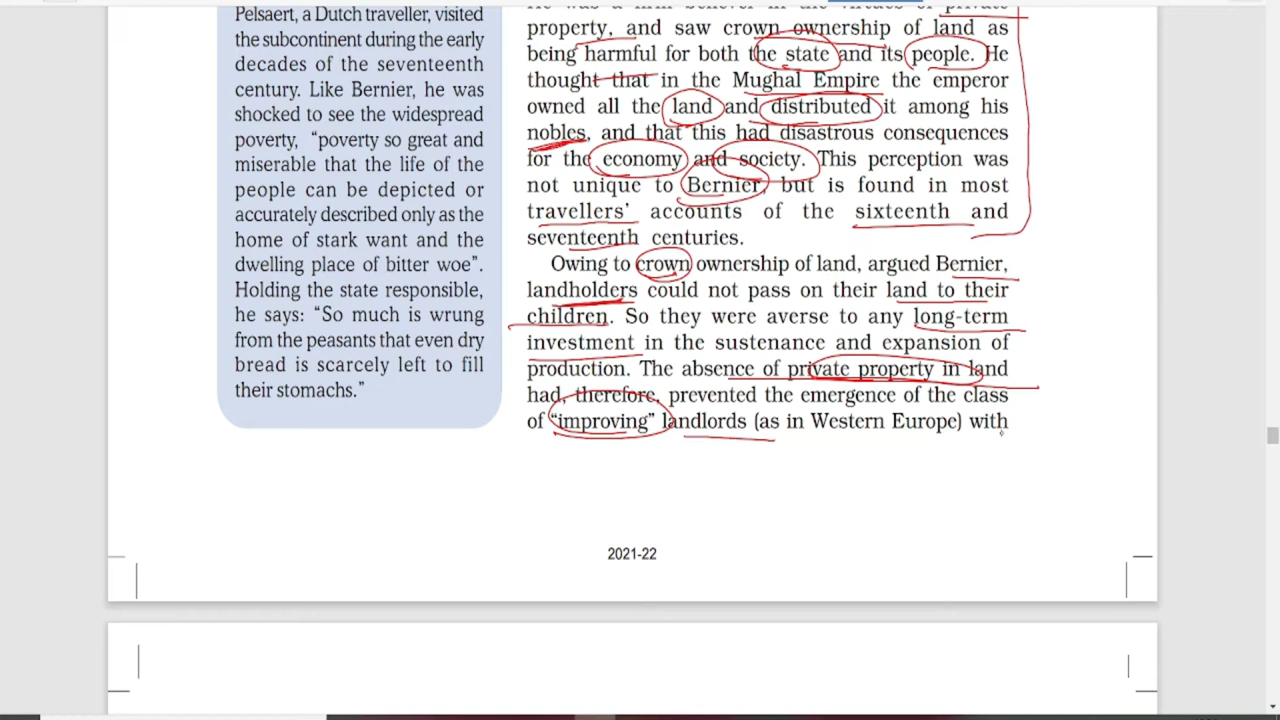 Pelsaert, a Dutch traveller, visited
the subcontinent during the early
decades of the seventeenth
century. Like Bernier, he was
shocked to see the widespread
poverty, “poverty so great and
miserable that the life of the
people can be depicted or
accurately described only as the
home of stark want and the
dwelling place of bitter woe”.
Holding the state responsible,
he says: “So much is wrung
from the peasants that even dry
bread is scarcely left to fill
their stomachs.”
He was a firm believer in the virtues of private
property, and saw crown ownership of land as
being harmful for both the state and its people. He
thought that in the Mughal Empire the emperor
owned all the land and distributed it among his
nobles, and that this had disastrous consequences
for the economy and society. This perception was
not unique to Bernier, but is found in most
travellers’ accounts of the sixteenth and
seventeenth centuries.
Owing to crown ownership of land, argued Bernier,
landholders could not pass on their land to their
children. So they were averse to any long-term
investment in the sustenance and expansion of
production. The absence of private property in land
had, therefore, prevented the emergence of the class
of “improving” landlords (as in Western Europe) with
2021-22